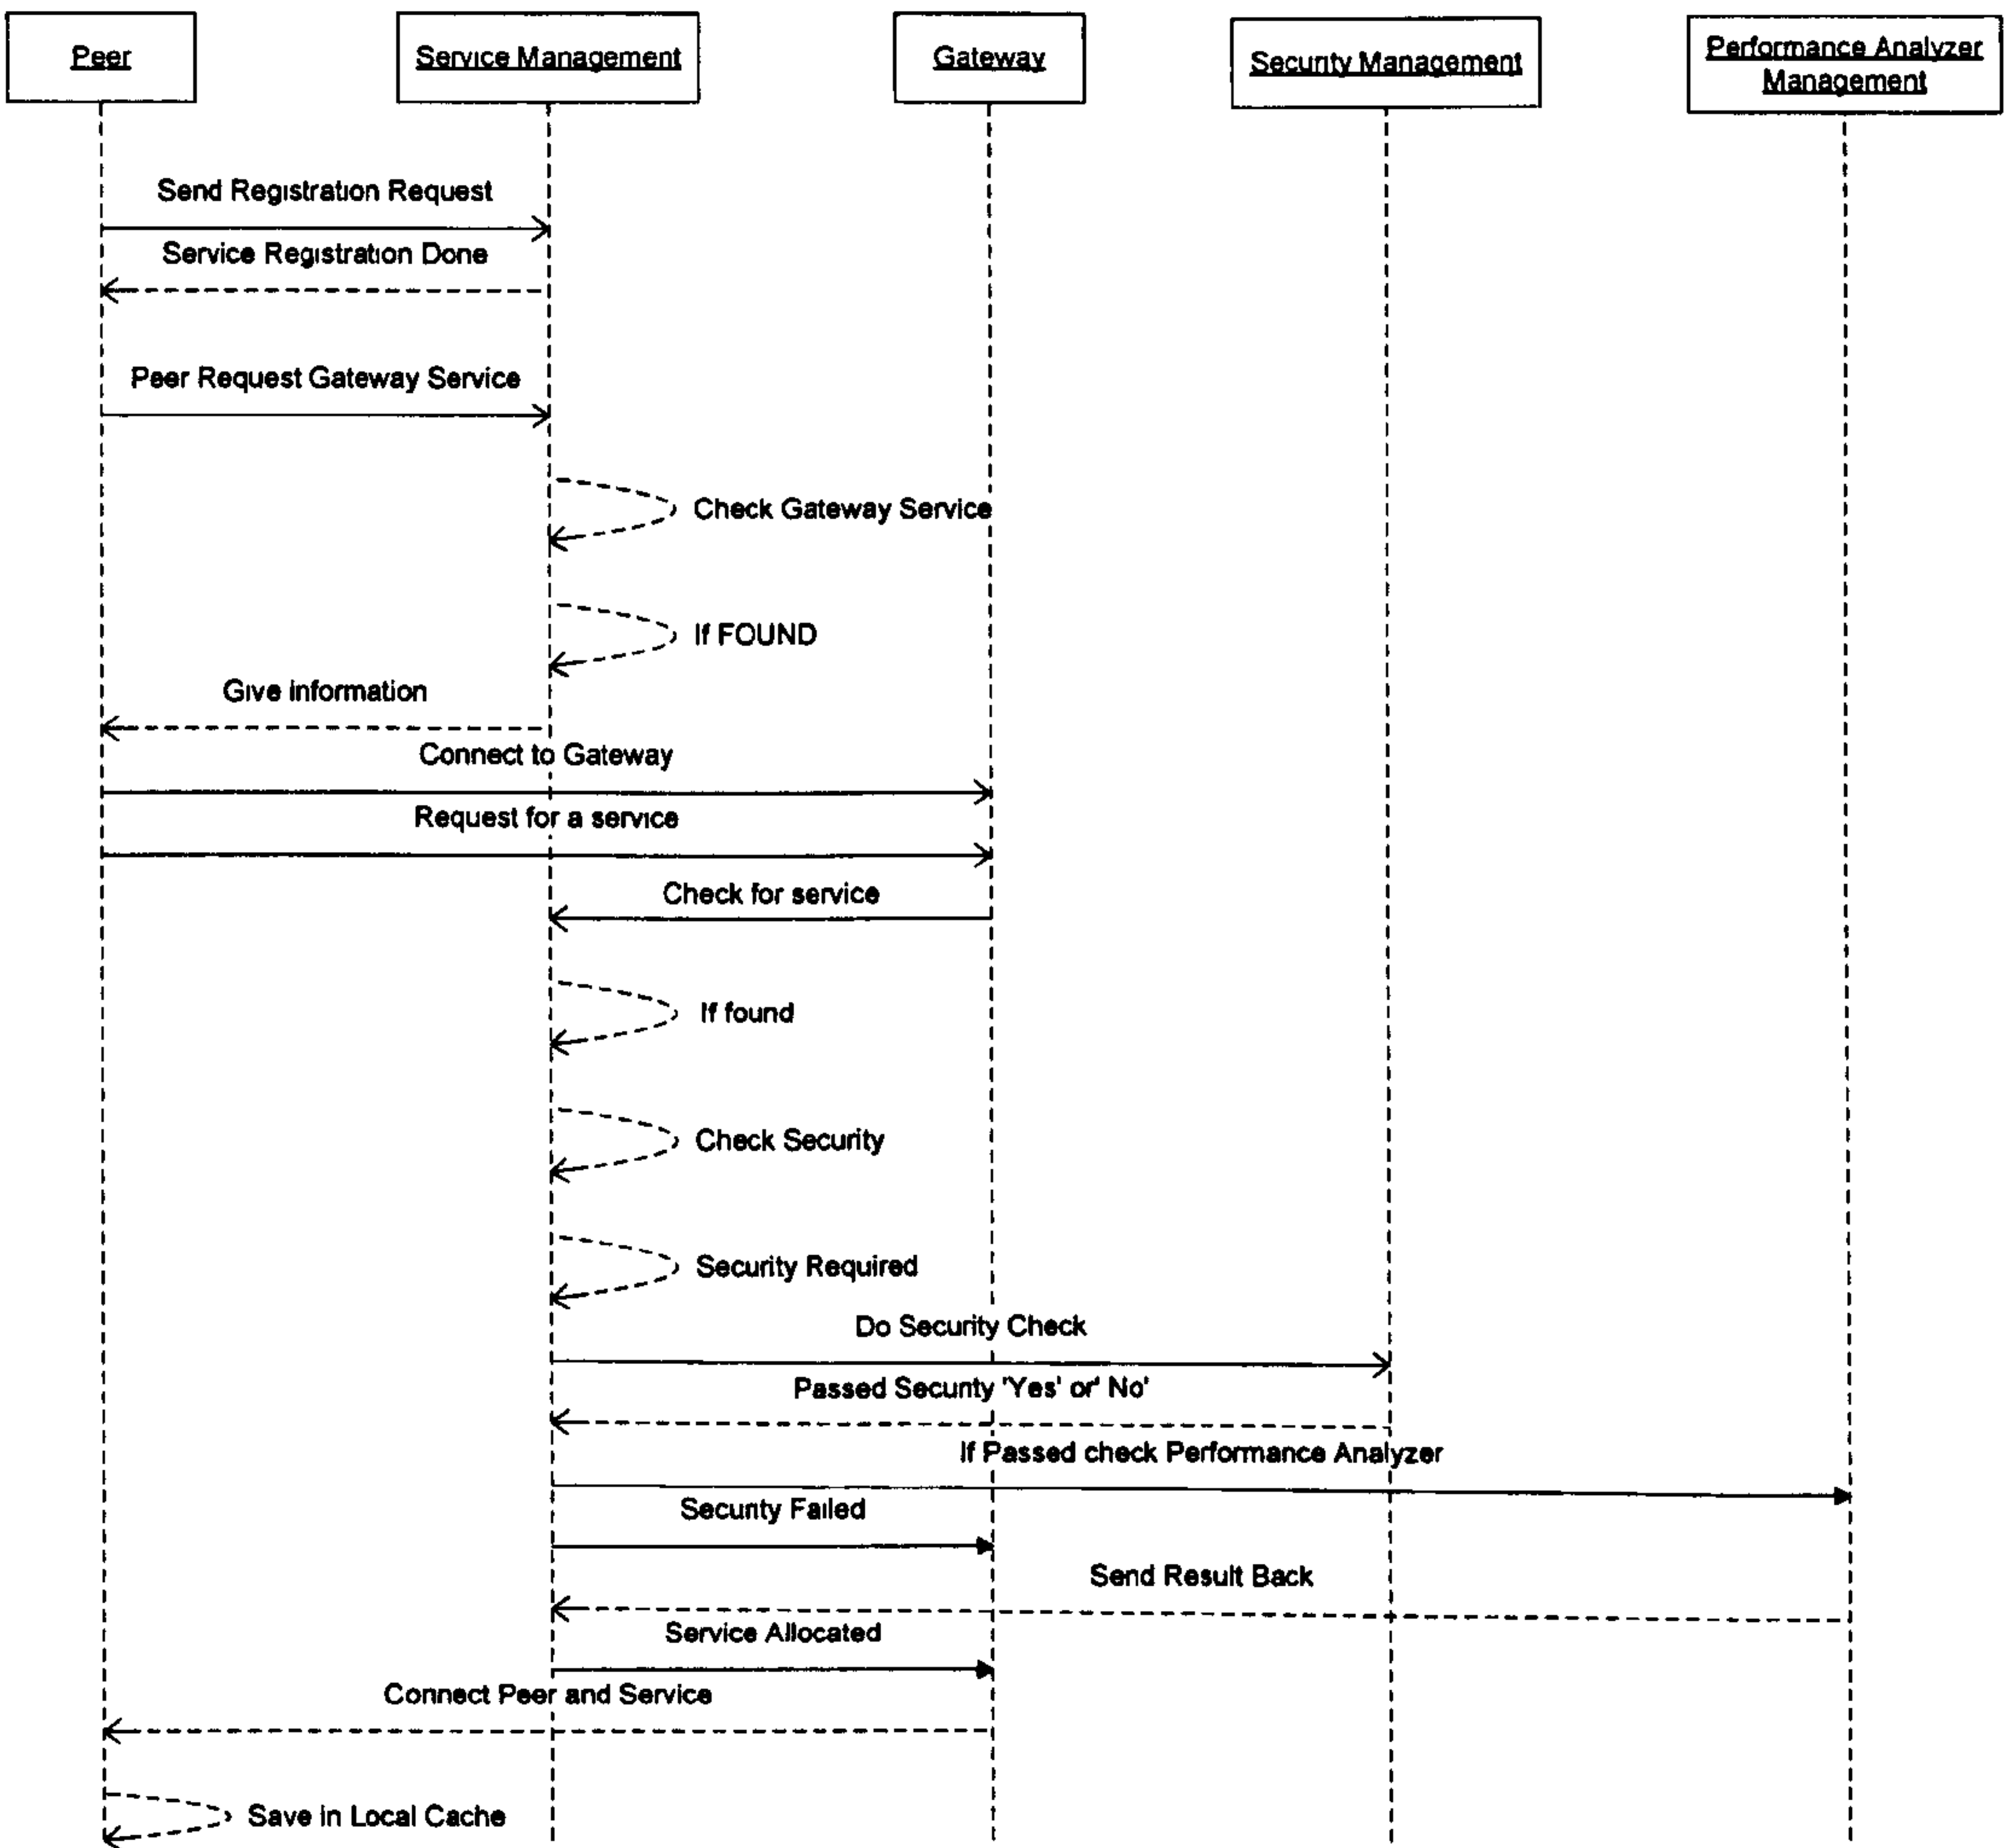 Peer
Service Management
Gateway
Security Management
Performance Analyzer
Management
Send Registration Request
Service Registration Done
Peer Request Gateway Service
Check Gateway Service
If FOUND
Give information
Connect to Gateway
Request for a service
Check for service
If found
Check Security
Security Required
Do Security Check
Passed Security 'Yes' or' No'
If Passed check Performance Analyzer
Security Failed
Send Result Back
Service Allocated
Connect Peer and Service
Save in Local Cache